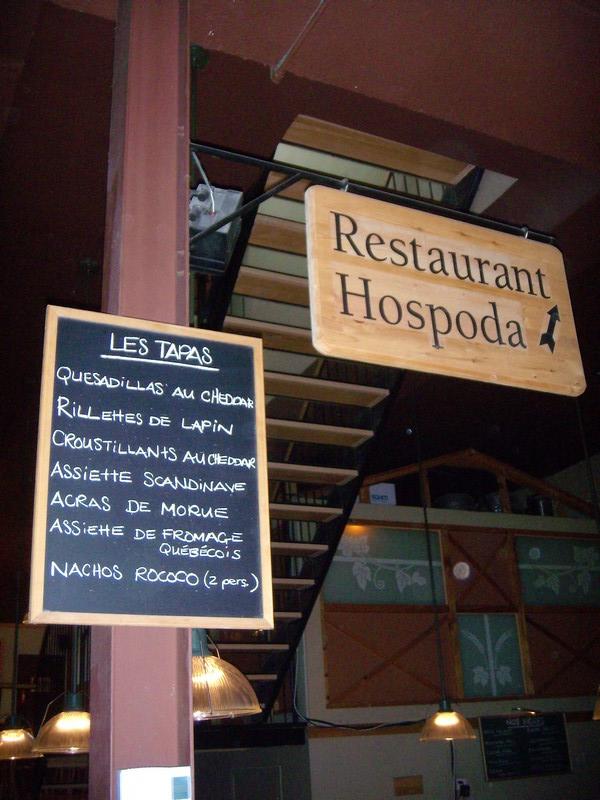 Restaurant
Hospoda
LES TAPAS
QUESADILLAS AU CHEDDAR
RILLETTES DE LAPIN
CROUSTILLANTS AU CHEDDAR
ASSIETTE SCANDINAVE
ACRAS DE MORUE
ASSIETTE DE FROMAGE
QUÉBÉCOIS
NACHOS ROCOCO (2 pers.)